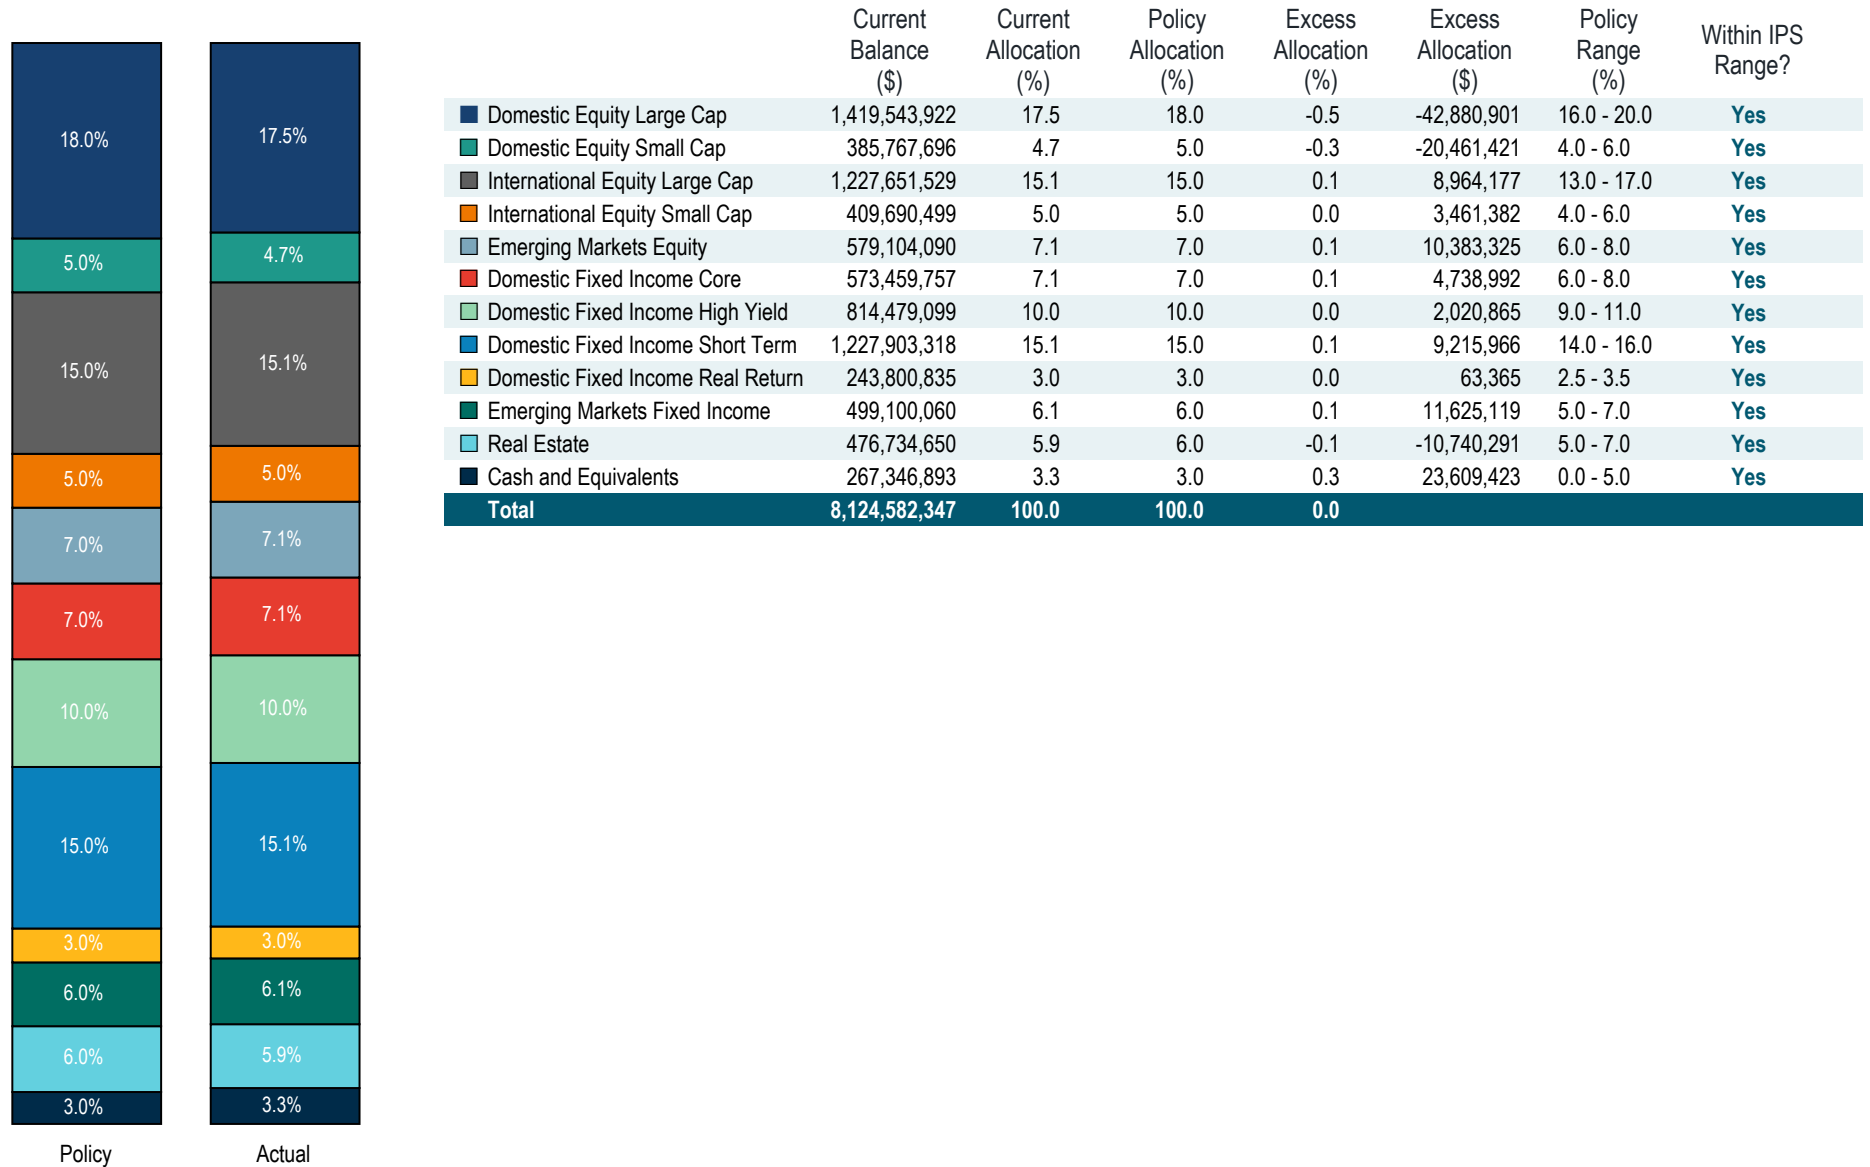 Current Balance ($) Current Allocation (%) Policy Allocation (%) Excess Allocation (%) Excess Allocation ($) Policy Range (%) Within IPS Range?
Domestic Equity Large Cap 1,419,543,922 17.5 18.0 -0.5 -42,880,901 16.0 - 20.0 Yes
Domestic Equity Small Cap 385,767,696 4.7 5.0 -0.3 -20,461,421 4.0 - 6.0 Yes
International Equity Large Cap 1,227,651,529 15.1 15.0 0.1 8,964,177 13.0 - 17.0 Yes
International Equity Small Cap 409,690,499 5.0 5.0 0.0 3,461,382 4.0 - 6.0 Yes
Emerging Markets Equity 579,104,090 7.1 7.0 0.1 10,383,325 6.0 - 8.0 Yes
Domestic Fixed Income Core 573,459,757 7.1 7.0 0.1 4,738,992 6.0 - 8.0 Yes
Domestic Fixed Income High Yield 814,479,099 10.0 10.0 0.0 2,020,865 9.0 - 11.0 Yes
Domestic Fixed Income Short Term 1,227,903,318 15.1 15.0 0.1 9,215,966 14.0 - 16.0 Yes
Domestic Fixed Income Real Return 243,800,835 3.0 3.0 0.0 63,365 2.5 - 3.5 Yes
Emerging Markets Fixed Income 499,100,060 6.1 6.0 0.1 11,625,119 5.0 - 7.0 Yes
Real Estate 476,734,650 5.9 6.0 -0.1 -10,740,291 5.0 - 7.0 Yes
Cash and Equivalents 267,346,893 3.3 3.0 0.3 23,609,423 0.0 - 5.0 Yes
Total 8,124,582,347 100.0 100.0 0.0
18.0% 17.5%
5.0% 4.7%
15.0% 15.1%
5.0% 5.0%
7.0% 7.1%
7.0% 7.1%
10.0% 10.0%
15.0% 15.1%
3.0% 3.0%
6.0% 6.1%
6.0% 5.9%
3.0% 3.3%
Policy Actual